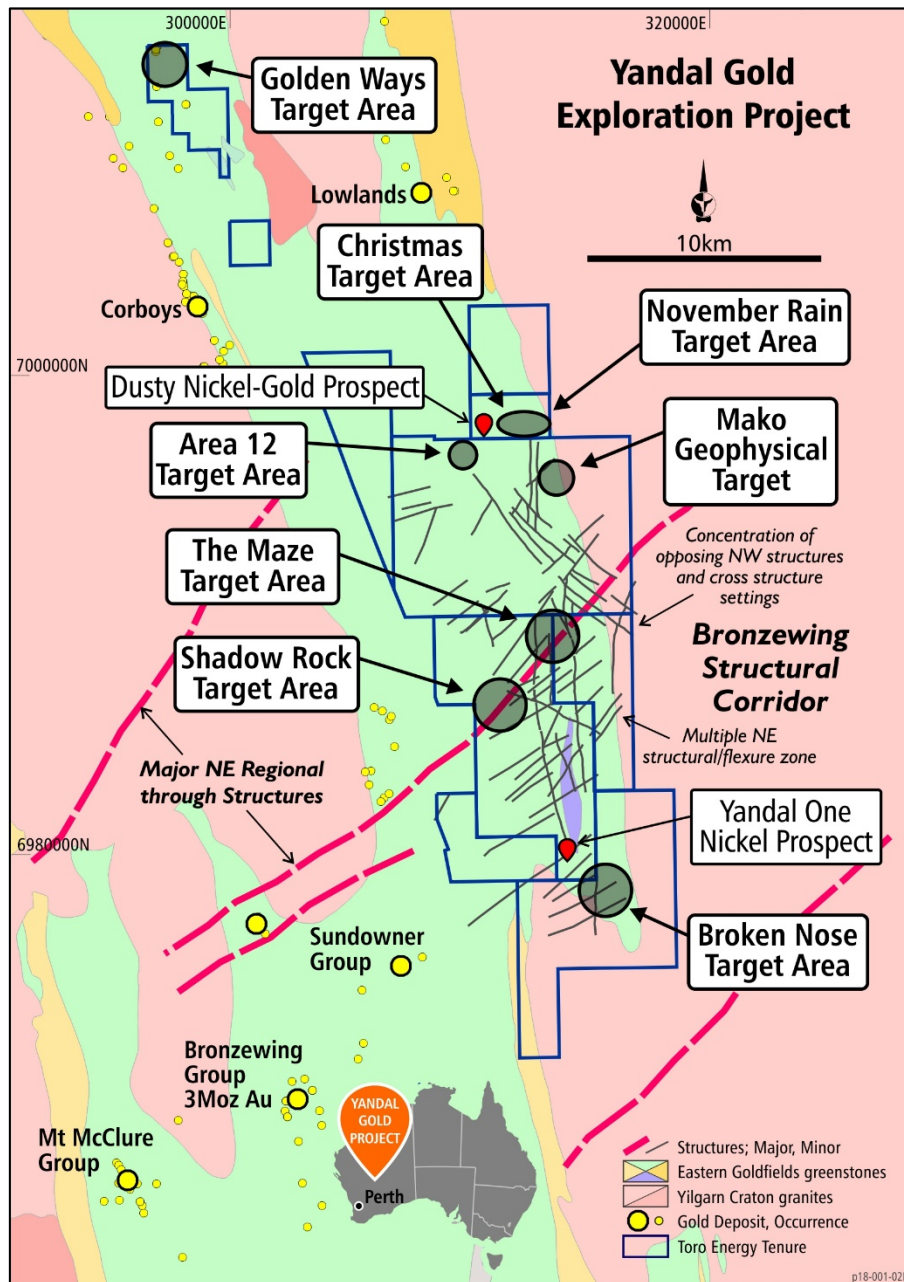 300000E
320000E
Yandal Gold
Exploration Project
Golden Ways
Target Area
Lowlands
10km
Christmas
Target Area
Corboys
November Rain
Target Area
7000000N
Dusty Nickel-Gold Prospect
Mako
Geophysical
Target
Area 12
Target Area
Concentration of
opposing NW structures
and cross structure
settings
The Maze
Target Area
Bronzewing
Structural
Corridor
Shadow Rock
Target Area
Multiple NE
structural/flexure zone
Major NE Regional
through Structures
Yandal One
Nickel Prospect
6980000N
Broken Nose
Target Area
Sundowner
Group
Bronzewing
Group
3Moz Au
YANDAL
GOLD
PROJECT
Mt McClure
Group
Perth
Structures; Major, Minor
Eastern Goldfields greenstones
Yilgarn Craton granites
Gold Deposit, Occurrence
Toro Energy Tenure